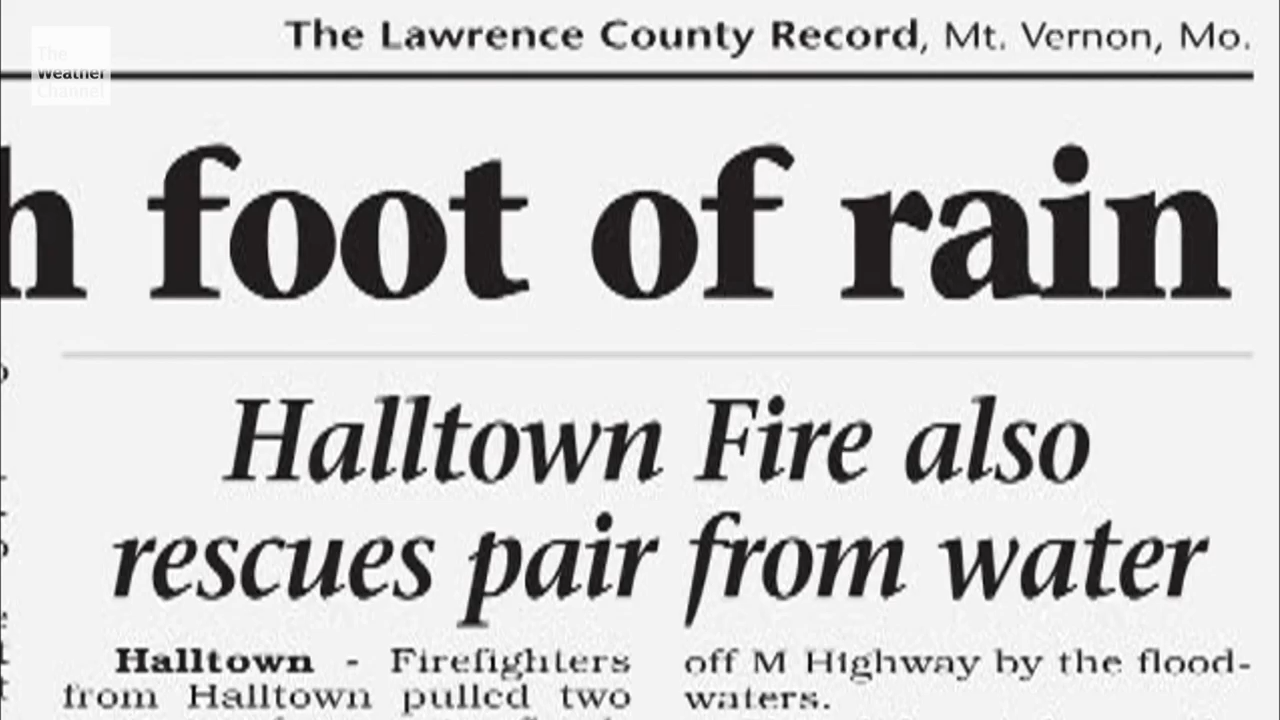 The Lawrence County Record, Mt. Vernon, Mo.
The
Weather
Channel
h foot of rain
Halltown Fire also
rescues pair from water
Halltown - Firefighters
from Halltown pulled two
off M Highway by the flood-
waters.